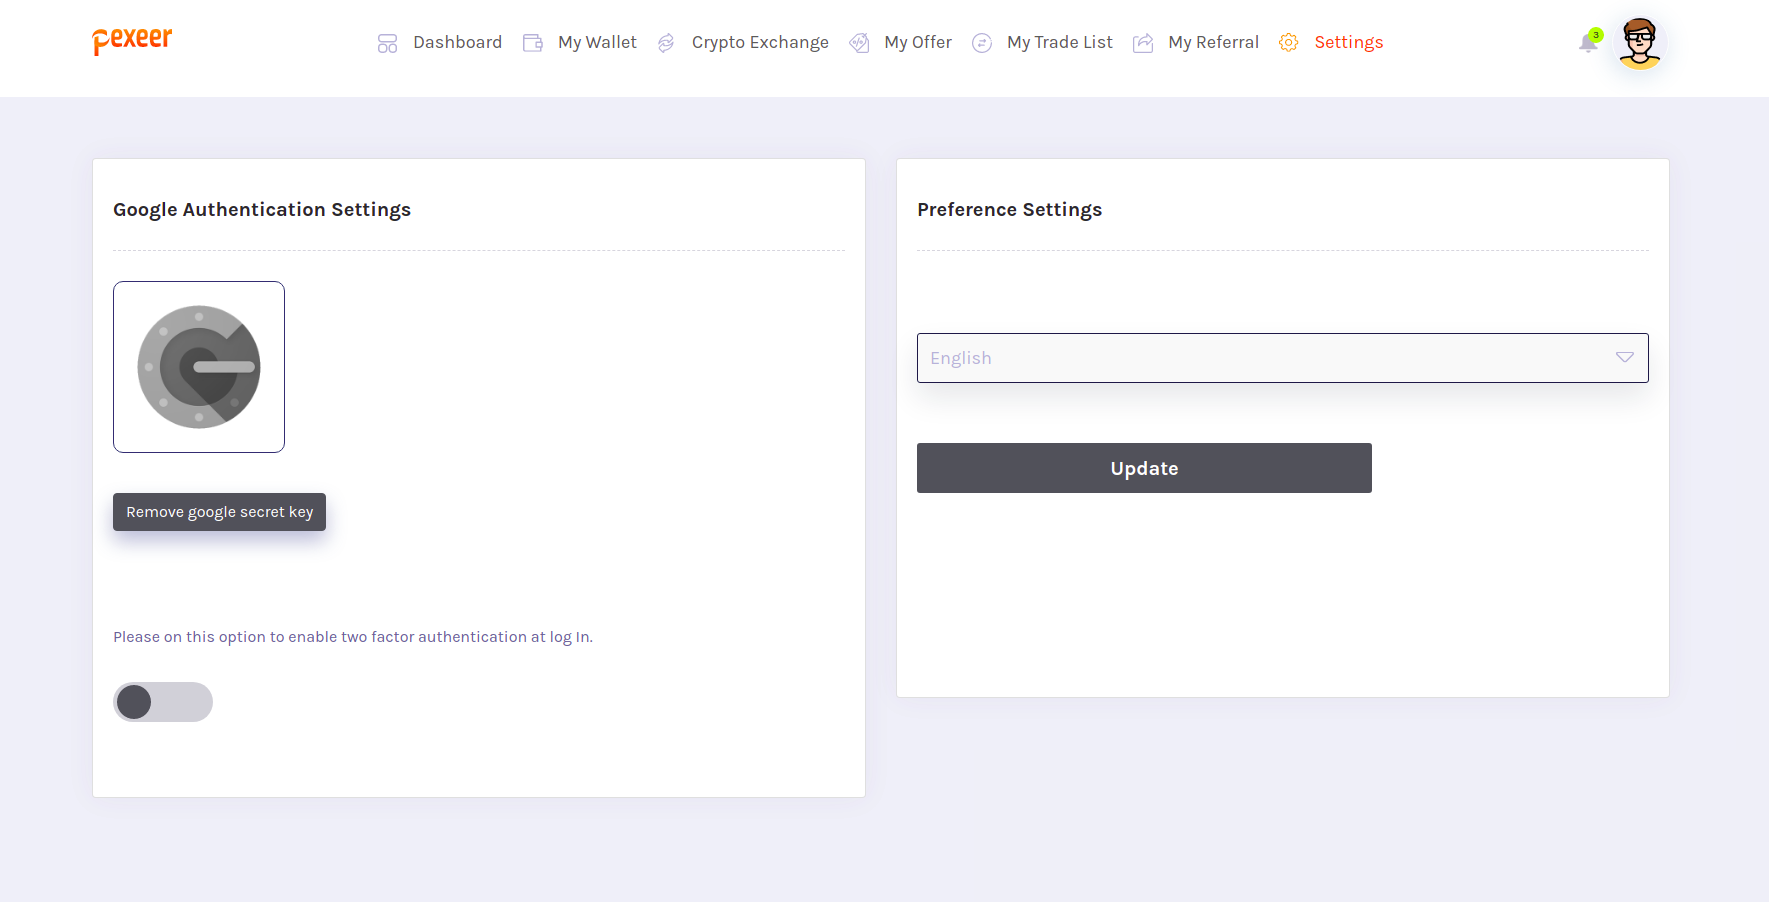 pexeer
Dashboard
My Wallet
Crypto Exchange
My Offer
My Trade List
My Referral
Settings
3
Google Authentication Settings
Remove google secret key
Please on this option to enable two factor authentication at log In.
Preference Settings
English
Update